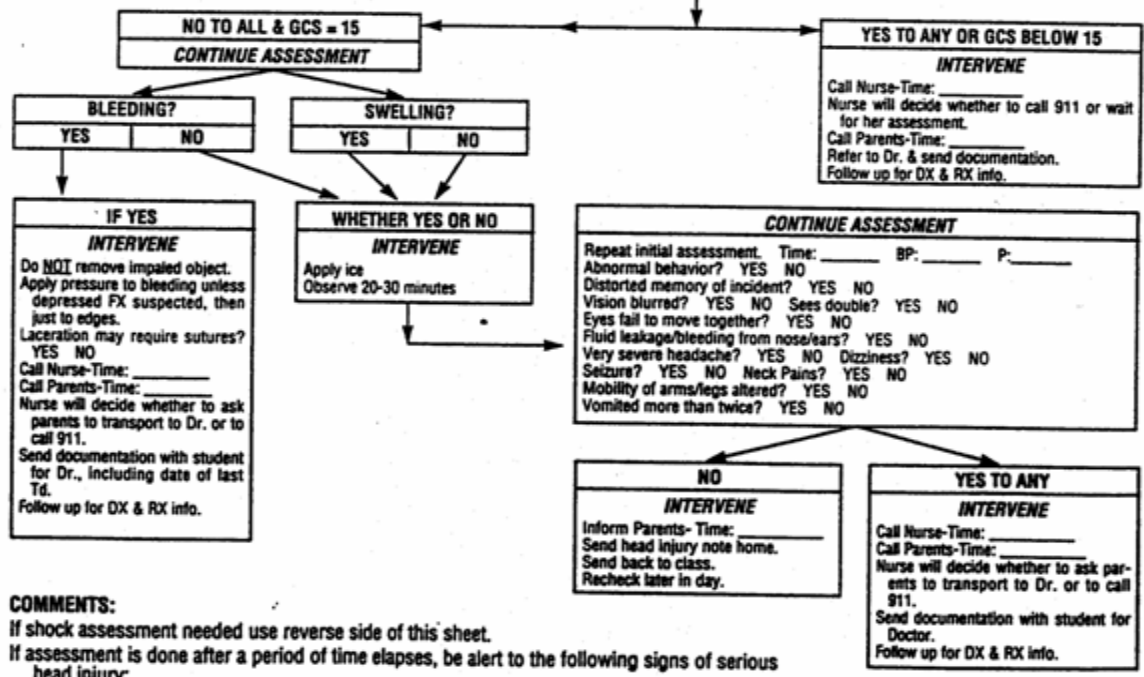 NO TO ALL & GCS = 15
CONTINUE ASSESSMENT
YES TO ANY OR GCS BELOW 15
INTERVENE
Call Nurse-Time: ________
Nurse will decide whether to call 911 or wait
for her assessment.
Call Parents-Time: ________
Refer to Dr. & send documentation.
Follow up for DX & RX info.
BLEEDING?
YES NO
SWELLING?
YES NO
IF YES
INTERVENE
Do NOT remove impaled object.
Apply pressure to bleeding unless
depressed FX suspected, then
just to edges.
Laceration may require sutures?
YES NO
Call Nurse-Time: ________
Call Parents-Time: ________
Nurse will decide whether to ask
parents to transport to Dr. or to
call 911.
Send documentation with student
for Dr., including date of last
Td.
Follow up for DX & RX info.
WHETHER YES OR NO
INTERVENE
Apply ice
Observe 20-30 minutes
CONTINUE ASSESSMENT
Repeat initial assessment. Time: ______ BP: ______ P: ______
Abnormal behavior? YES NO
Distorted memory of incident? YES NO
Vision blurred? YES NO Sees double? YES NO
Eyes fail to move together? YES NO
Fluid leakage/bleeding from nose/ears? YES NO
Very severe headache? YES NO Dizziness? YES NO
Seizure? YES NO Neck Pains? YES NO
Mobility of arms/legs altered? YES NO
Vomited more than twice? YES NO
NO
INTERVENE
Inform Parents- Time: ________
Send head injury note home.
Send back to class.
Recheck later in day.
YES TO ANY
INTERVENE
Call Nurse-Time: ________
Call Parents-Time: ________
Nurse will decide whether to ask par-
ents to transport to Dr. or to call
911.
Send documentation with student for
Doctor.
Follow up for DX & RX info.
COMMENTS:
If shock assessment needed use reverse side of this sheet.
If assessment is done after a period of time elapses, be alert to the following signs of serious
head injury: